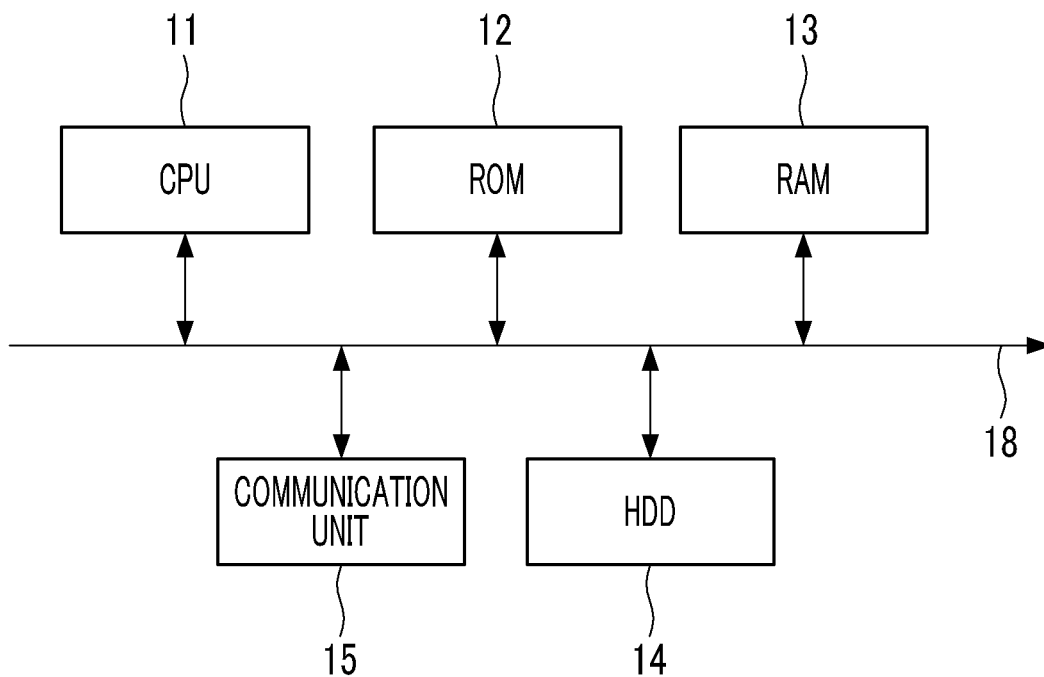 11
12
13
CPU
ROM
RAM
18
COMMUNICATION
UNIT
HDD
15
14